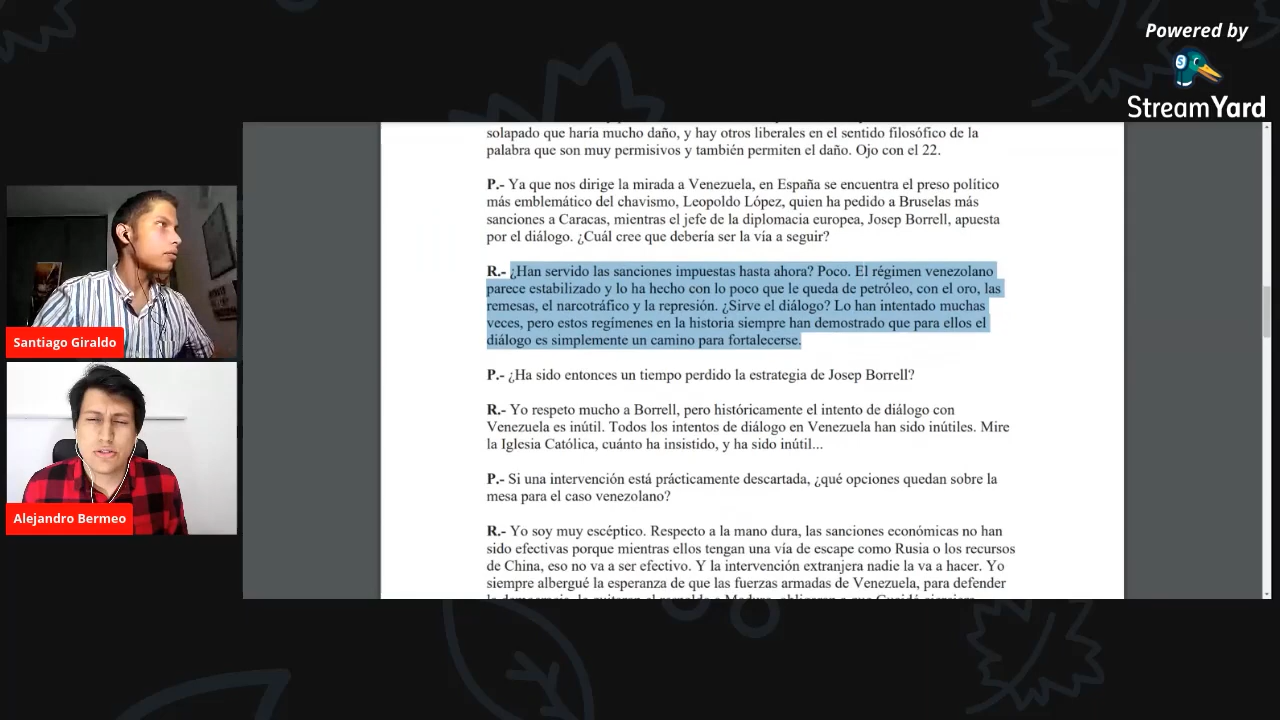 Powered by
StreamYard
solapado que haría mucho daño, y hay otros liberales en el sentido filosófico de la
palabra que son muy permisivos y también permiten el daño. Ojo con el 22.
P.- Ya que nos dirige la mirada a Venezuela, en España se encuentra el preso político
más emblemático del chavismo, Leopoldo López, quien ha pedido a Bruselas más
sanciones a Caracas, mientras el jefe de la diplomacia europea, Josep Borrell, apuesta
por el diálogo. ¿Cuál cree que debería ser la vía a seguir?
R.- ¿Han servido las sanciones impuestas hasta ahora? Poco. El régimen venezolano
parece estabilizado y lo ha hecho con lo poco que le queda de petróleo, con el oro, las
remesas, el narcotráfico y la represión. ¿Sirve el diálogo? Lo han intentado muchas
veces, pero estos regímenes en la historia siempre han demostrado que para ellos el
diálogo es simplemente un camino para fortalecerse.
P.- ¿Ha sido entonces un tiempo perdido la estrategia de Josep Borrell?
R.- Yo respeto mucho a Borrell, pero históricamente el intento de diálogo con
Venezuela es inútil. Todos los intentos de diálogo en Venezuela han sido inútiles. Mire
la Iglesia Católica, cuánto ha insistido, y ha sido inútil...
P.- Si una intervención está prácticamente descartada, ¿qué opciones quedan sobre la
mesa para el caso venezolano?
R.- Yo soy muy escéptico. Respecto a la mano dura, las sanciones económicas no han
sido efectivas porque mientras ellos tengan una vía de escape como Rusia o los recursos
de China, eso no va a ser efectivo. Y la intervención extranjera nadie la va a hacer. Yo
siempre albergué la esperanza de que las fuerzas armadas de Venezuela, para defender
Santiago Giraldo
Alejandro Bermeo